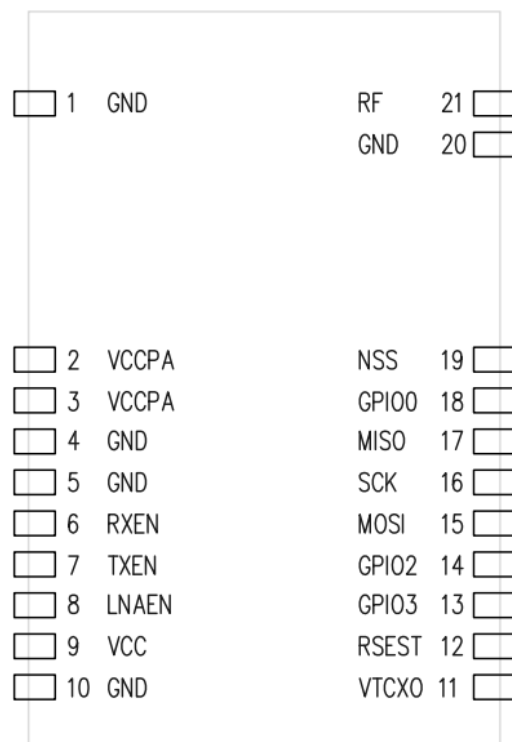 1 GND RF 21
GND 20
2 VCCPA NSS 19
3 VCCPA GPIO0 18
4 GND MISO 17
5 GND SCK 16
6 RXEN MOSI 15
7 TXEN GPIO2 14
8 LNAEN GPIO3 13
9 VCC RSEST 12
10 GND VTCXO 11